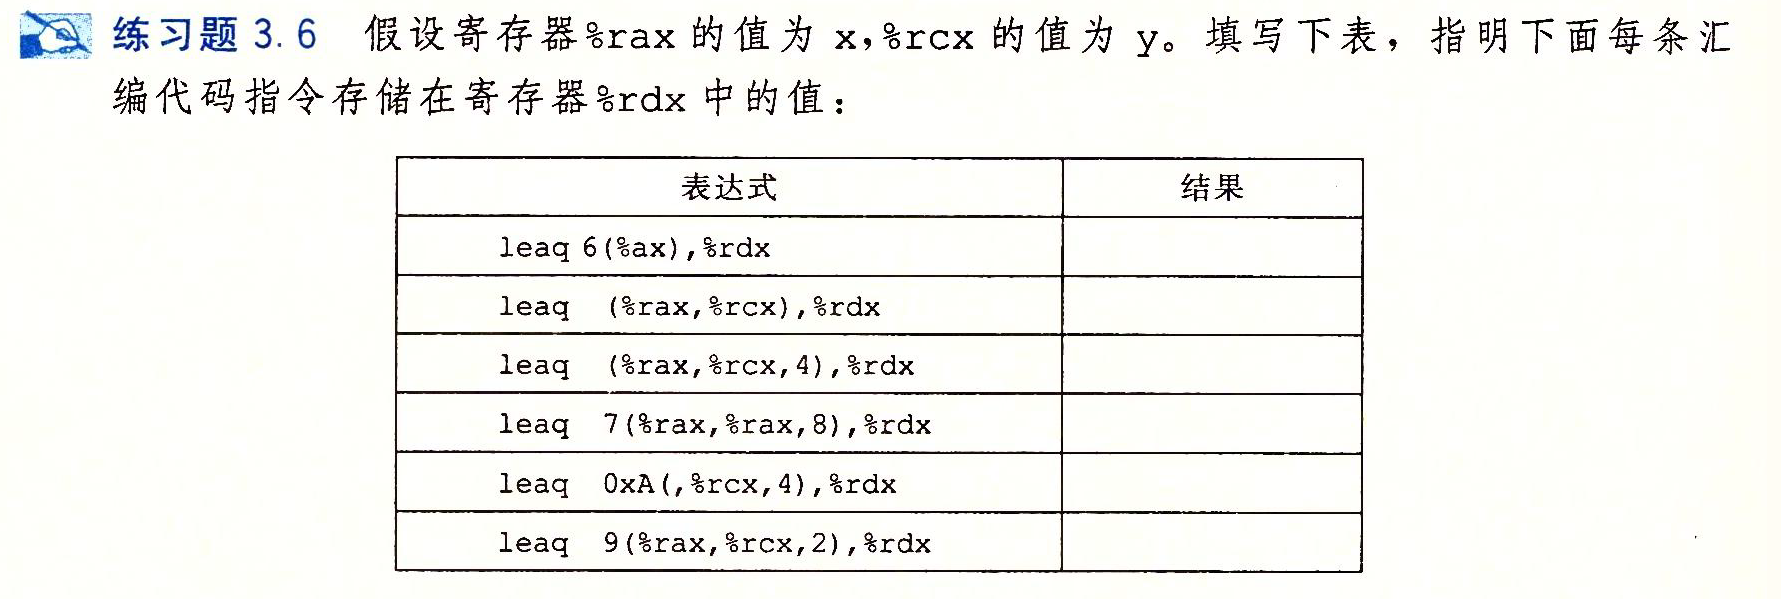 练习题 3.6 假设寄存器%rax 的值为 x,%rcx 的值为 y。填写下表，指明下面每条汇
编代码指令存储在寄存器%rdx 中的值：
表达式 结果
leaq 6(%ax),%rdx
leaq (%rax,%rcx),%rdx
leaq (%rax,%rcx,4),%rdx
leaq 7(%rax,%rax,8),%rdx
leaq 0xA(,%rcx,4),%rdx
leaq 9(%rax,%rcx,2),%rdx